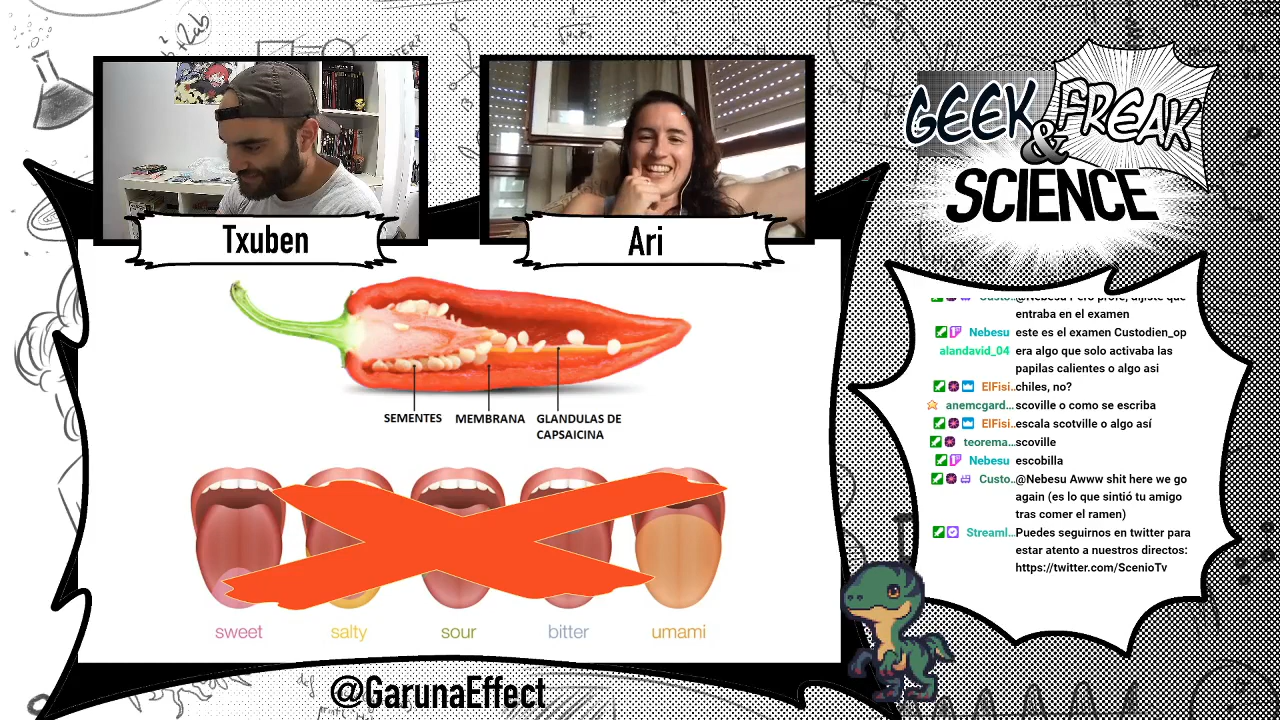 GEEK
&
FREAK
SCIENCE
Txuben
Ari
SEMENTES
MEMBRANA
GLANDULAS DE
CAPSAICINA
sweet
salty
sour
bitter
umami
@GarunaEffect
entraba en el examen
Nebesu este es el examen Custodien_op
alandavid_04 era algo que solo activaba las
papilas calientes o algo asi
ElFisi.. chiles, no?
anemcgard... scoville o como se escriba
ElFisi.. escala scotville o algo así
teorema... scoville
Nebesu escobilla
Custo.. @Nebesu Awww shit here we go
again (es lo que sintió tu amigo
tras comer el ramen)
Streaml... Puedes seguirnos en twitter para
estar atento a nuestros directos:
https://twitter.com/ScenioTv